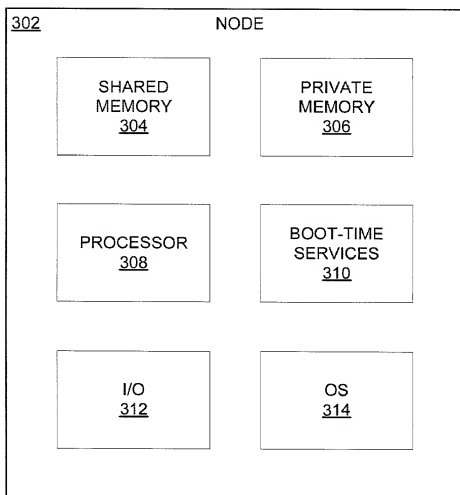 302 NODE
SHARED
MEMORY
304
PRIVATE
MEMORY
306
PROCESSOR
308
BOOT-TIME
SERVICES
310
I/O
312
OS
314